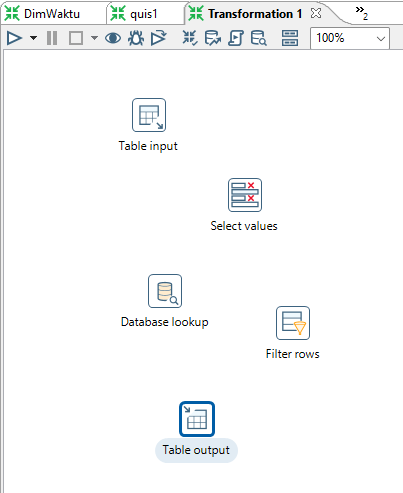 DimWaktu quis1 Transformation 1 2
100%
Table input
Select values
Database lookup
Filter rows
Table output